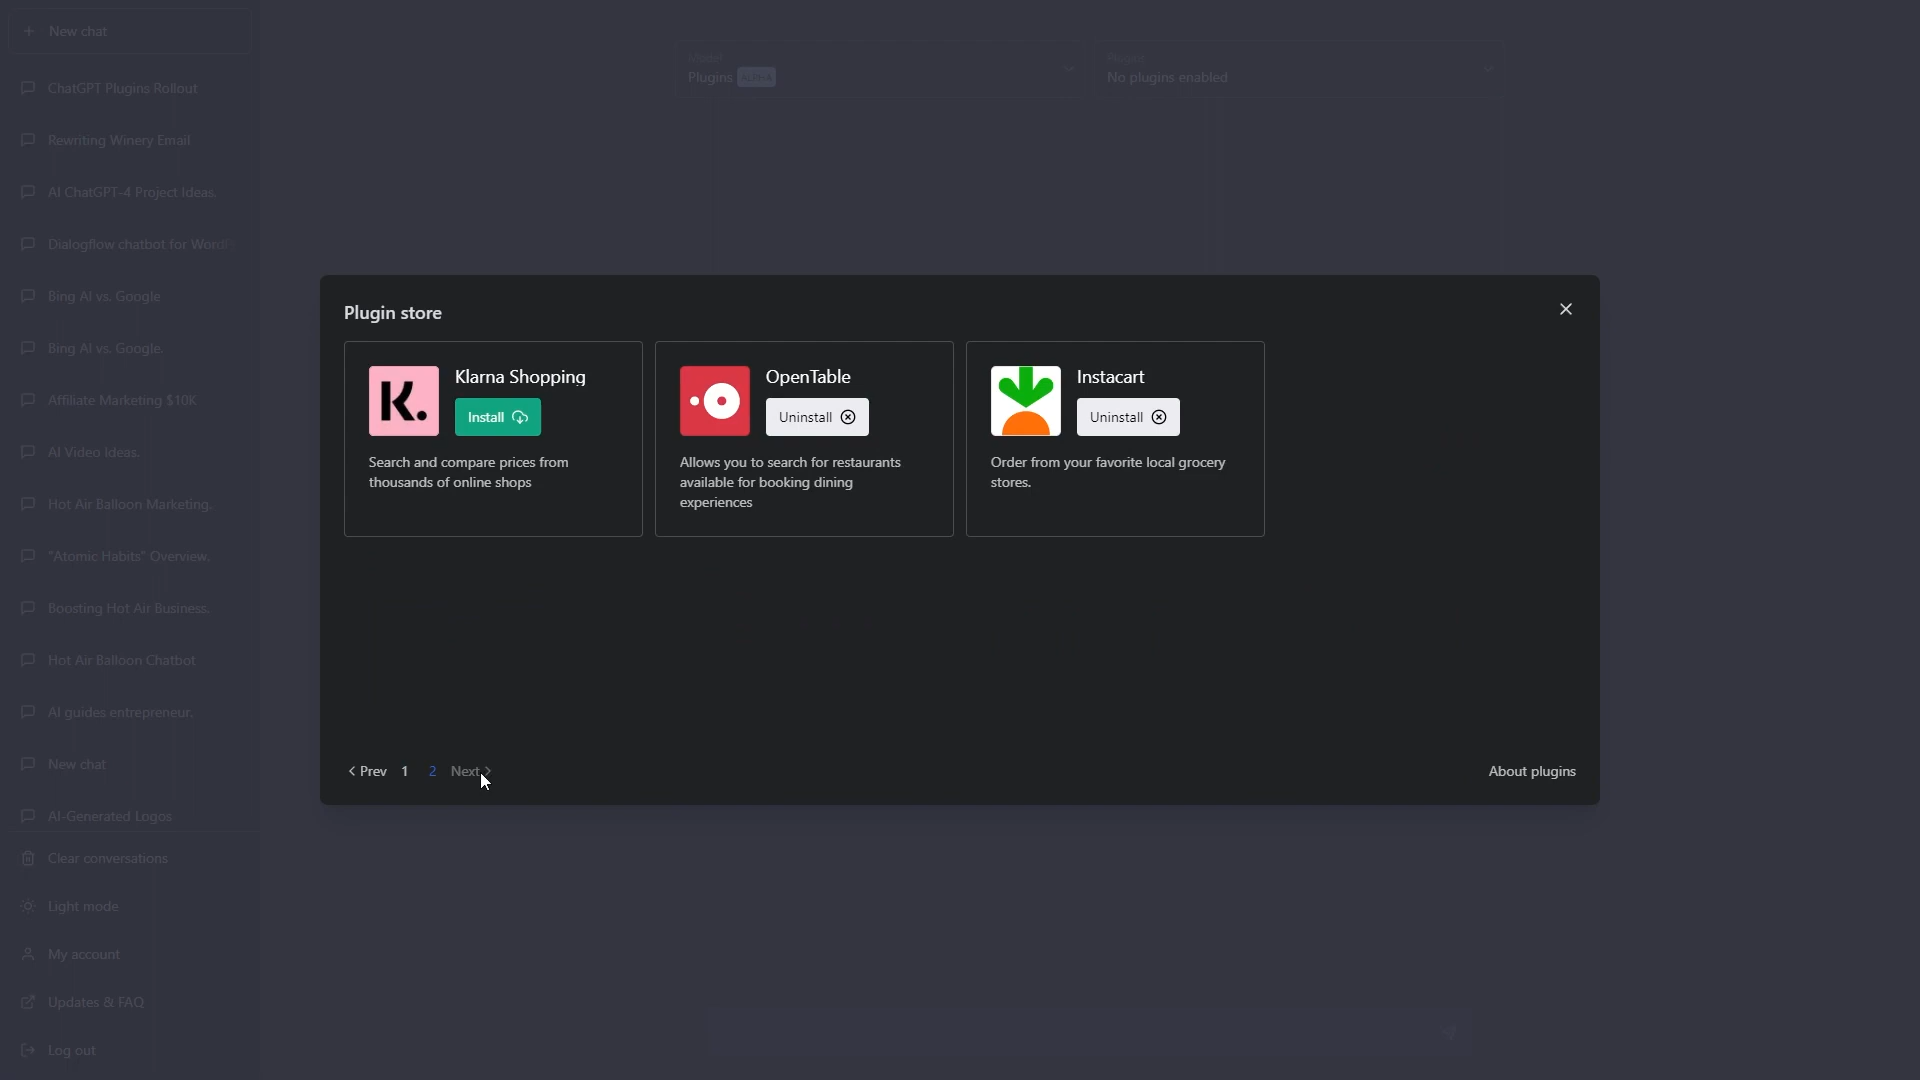 New chat
ChatGPT Plugins Rollout
Rewriting Winery Email
AI ChatGPT-4 Project Ideas.
Dialogflow chatbot for Word
Bing AI vs. Google
Bing AI vs. Google.
Affiliate Marketing $10K
AI Video Ideas.
Hot Air Balloon Marketing.
"Atomic Habits" Overview.
Boosting Hot Air Business.
Hot Air Balloon Chatbot
AI guides entrepreneur.
New chat
AI-Generated Logos
Clear conversations
Light mode
My account
Updates & FAQ
Log out
Model
Plugins ALPHA
Plugins
No plugins enabled
Plugin store
K.
Klarna Shopping
Install
Search and compare prices from
thousands of online shops
OpenTable
Uninstall
Allows you to search for restaurants
available for booking dining
experiences
Instacart
Uninstall
Order from your favorite local grocery
stores.
Prev 1 2 Next
About plugins